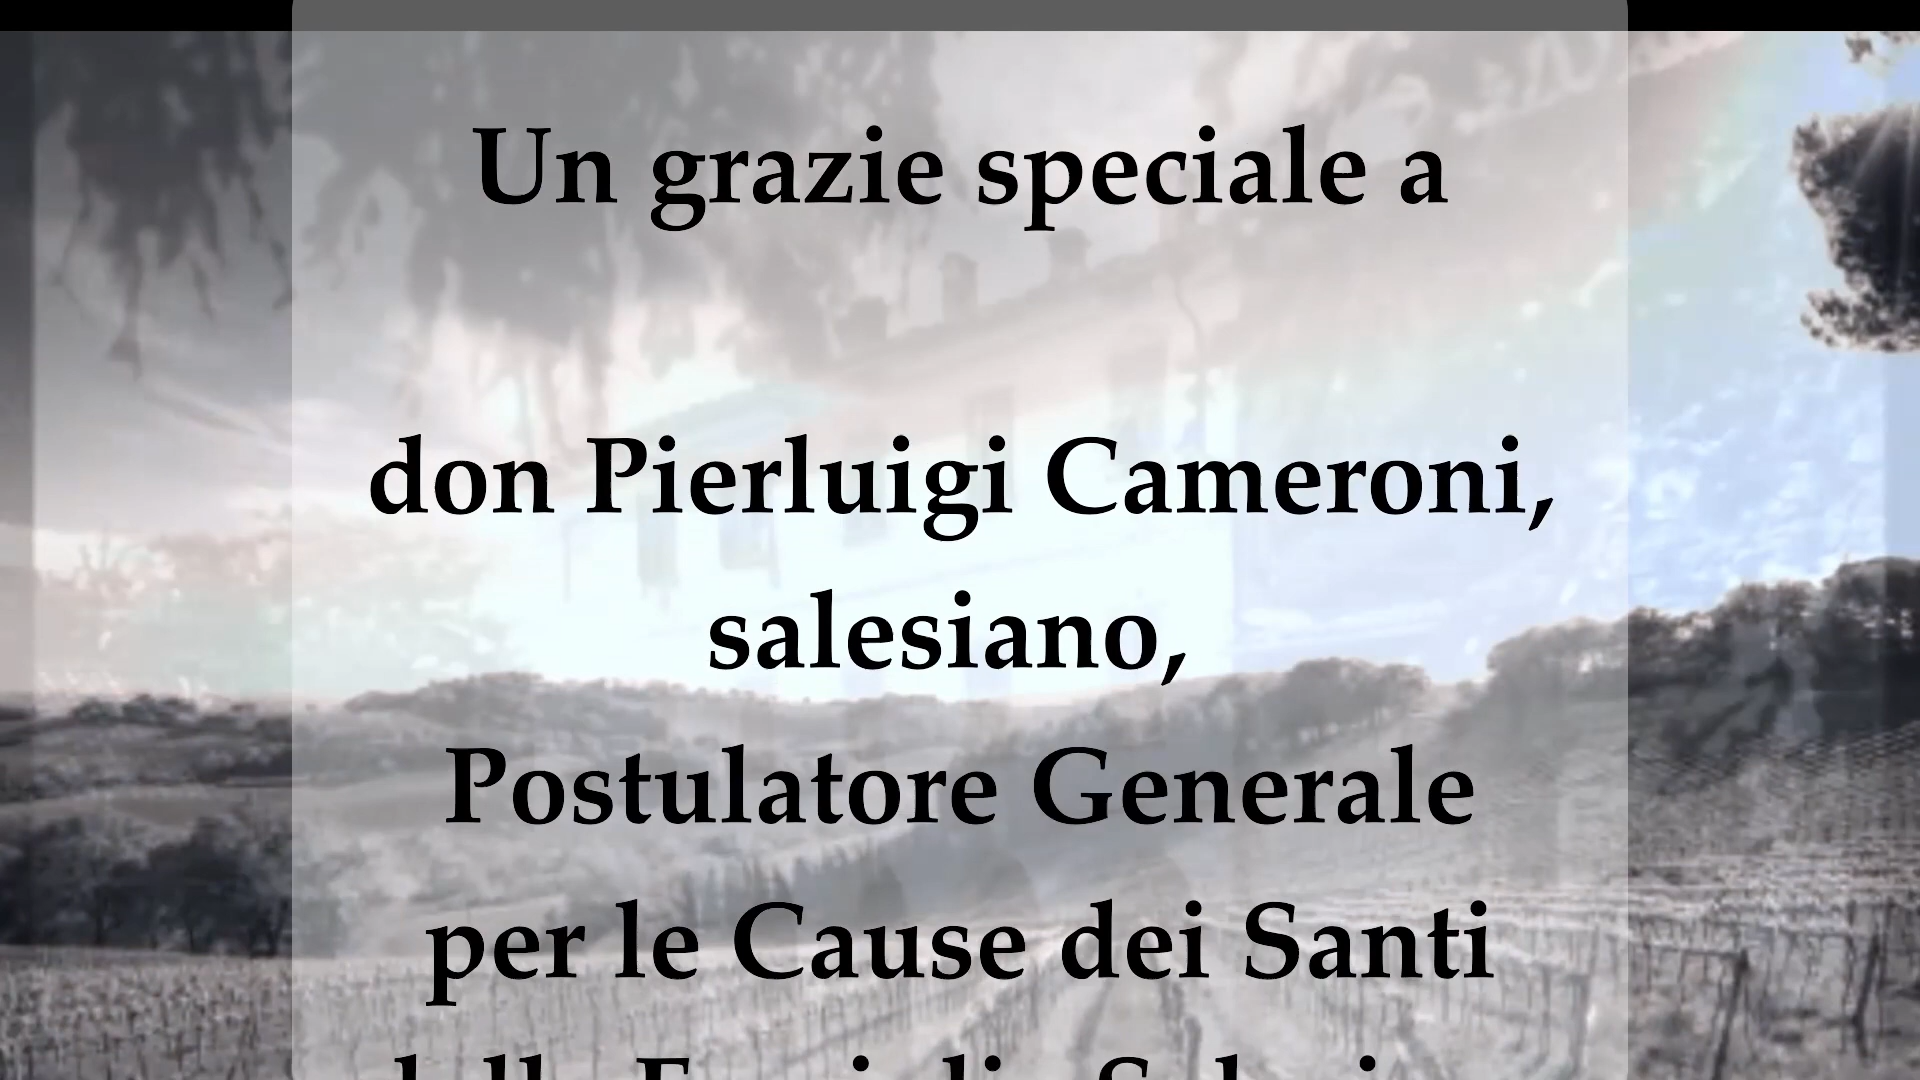 Un grazie speciale a
don Pierluigi Cameroni,
salesiano,
Postulatore Generale
per le Cause dei Santi